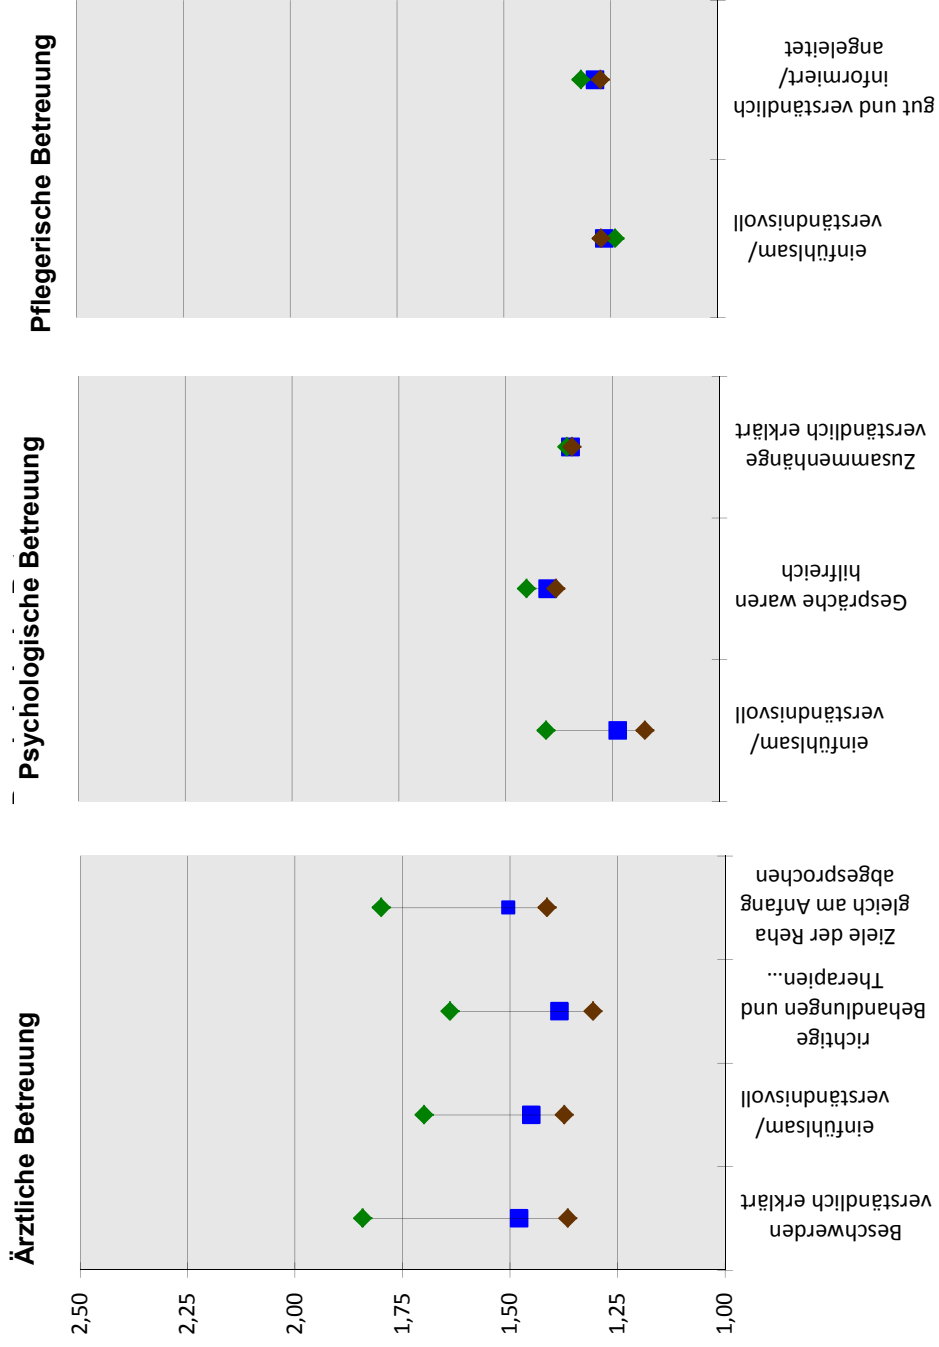 Ärztliche Betreuung
2,50
2,00
1,75
1,50
1,25
1,00
Beschwerden
verständlich erklärt
einfühlsam/
verständnisvoll
richtige
Behandlungen und
Therapien...
Ziele der Reha
gleich am Anfang
abgesprochen
Psychologische Betreuung
einfühlsam/
verständnisvoll
Gespräche waren
hilfreich
Zusammenhänge
verständlich erklärt
Pflegerische Betreuung
einfühlsam/
verständnisvoll
gut und verständlich
informiert/
angeleitet